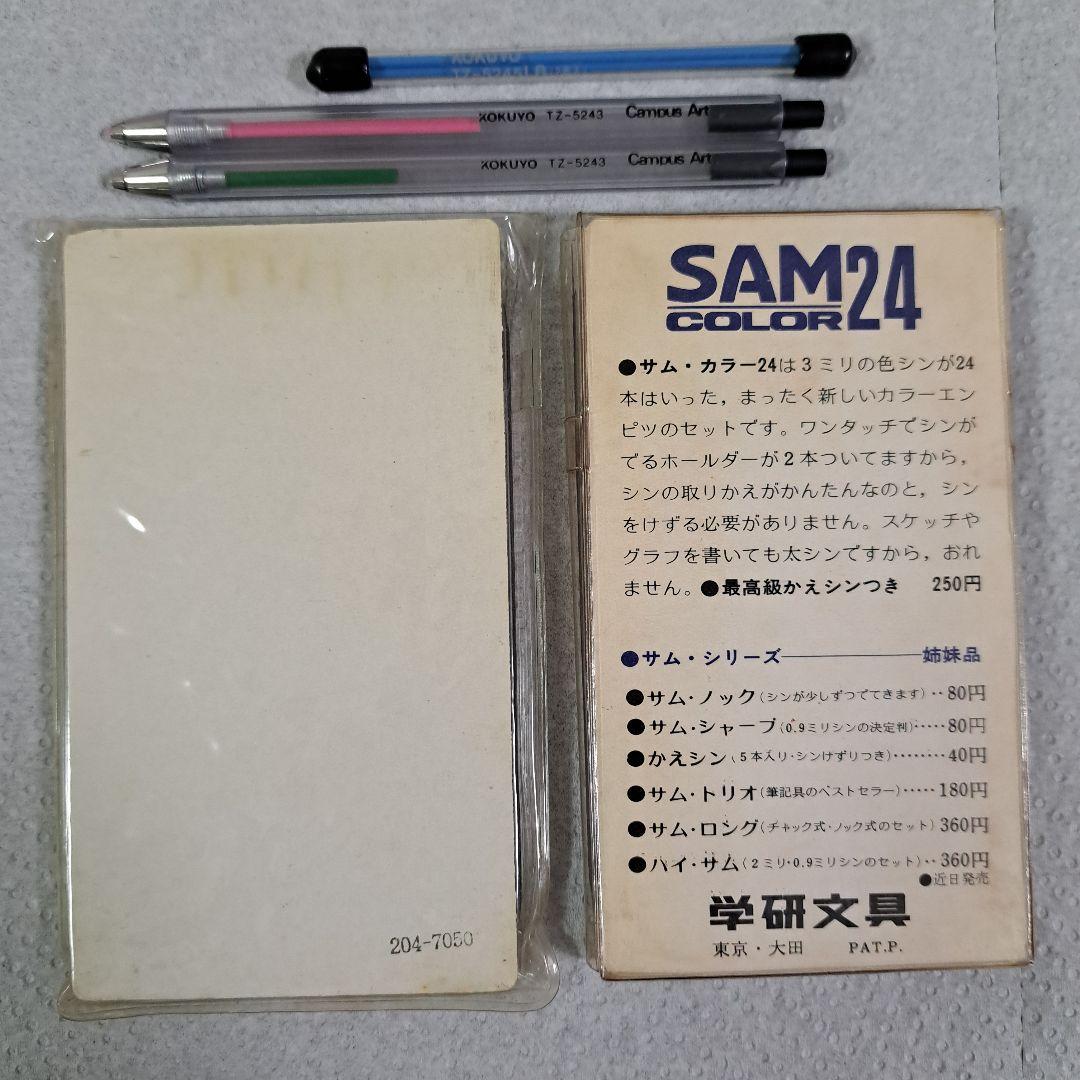 KOKUYO
KOKUYO TZ-5243 Campus Art
KOKUYO TZ-5243 Campus Art
204-7050
SAM COLOR 24
●サム・カラー24は3ミリの色シンが24
本はいった，まったく新しいカラーエン
ピツのセットです。ワンタッチでシンが
でるホールダーが2本ついてますから，
シンの取りかえがかんたんなのと，シン
をけずる必要がありません。スケッチや
グラフを書いても太シンですから，おれ
ません。●最高級かえシンつき 250円
●サム・シリーズ――――――姉妹品
●サム・ノック(シンが少しずつでてきます)‥80円
●サム・シャープ(0.9ミリシンの決定判)‥‥‥80円
●かえシン(5本入り・シンけずりつき)‥‥‥‥40円
●サム・トリオ(筆記具のベストセラー)‥‥‥180円
●サム・ロング(チャック式・ノック式のセット)360円
●ハイ・サム(2ミリ・0.9ミリシンのセット)‥360円
●近日発売
学研文具
東京・大田 PAT.P.